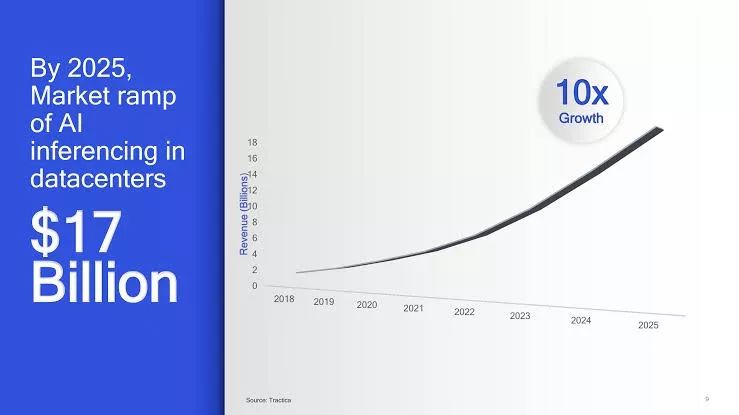 By 2025,
Market ramp
of AI
inferencing in
datacenters
$17
Billion
10x
Growth
Revenue (Billions)
18
16
14
12
10
8
6
4
2
0
2018
2019
2020
2021
2022
2023
2024
2025
Source: Tractica
9